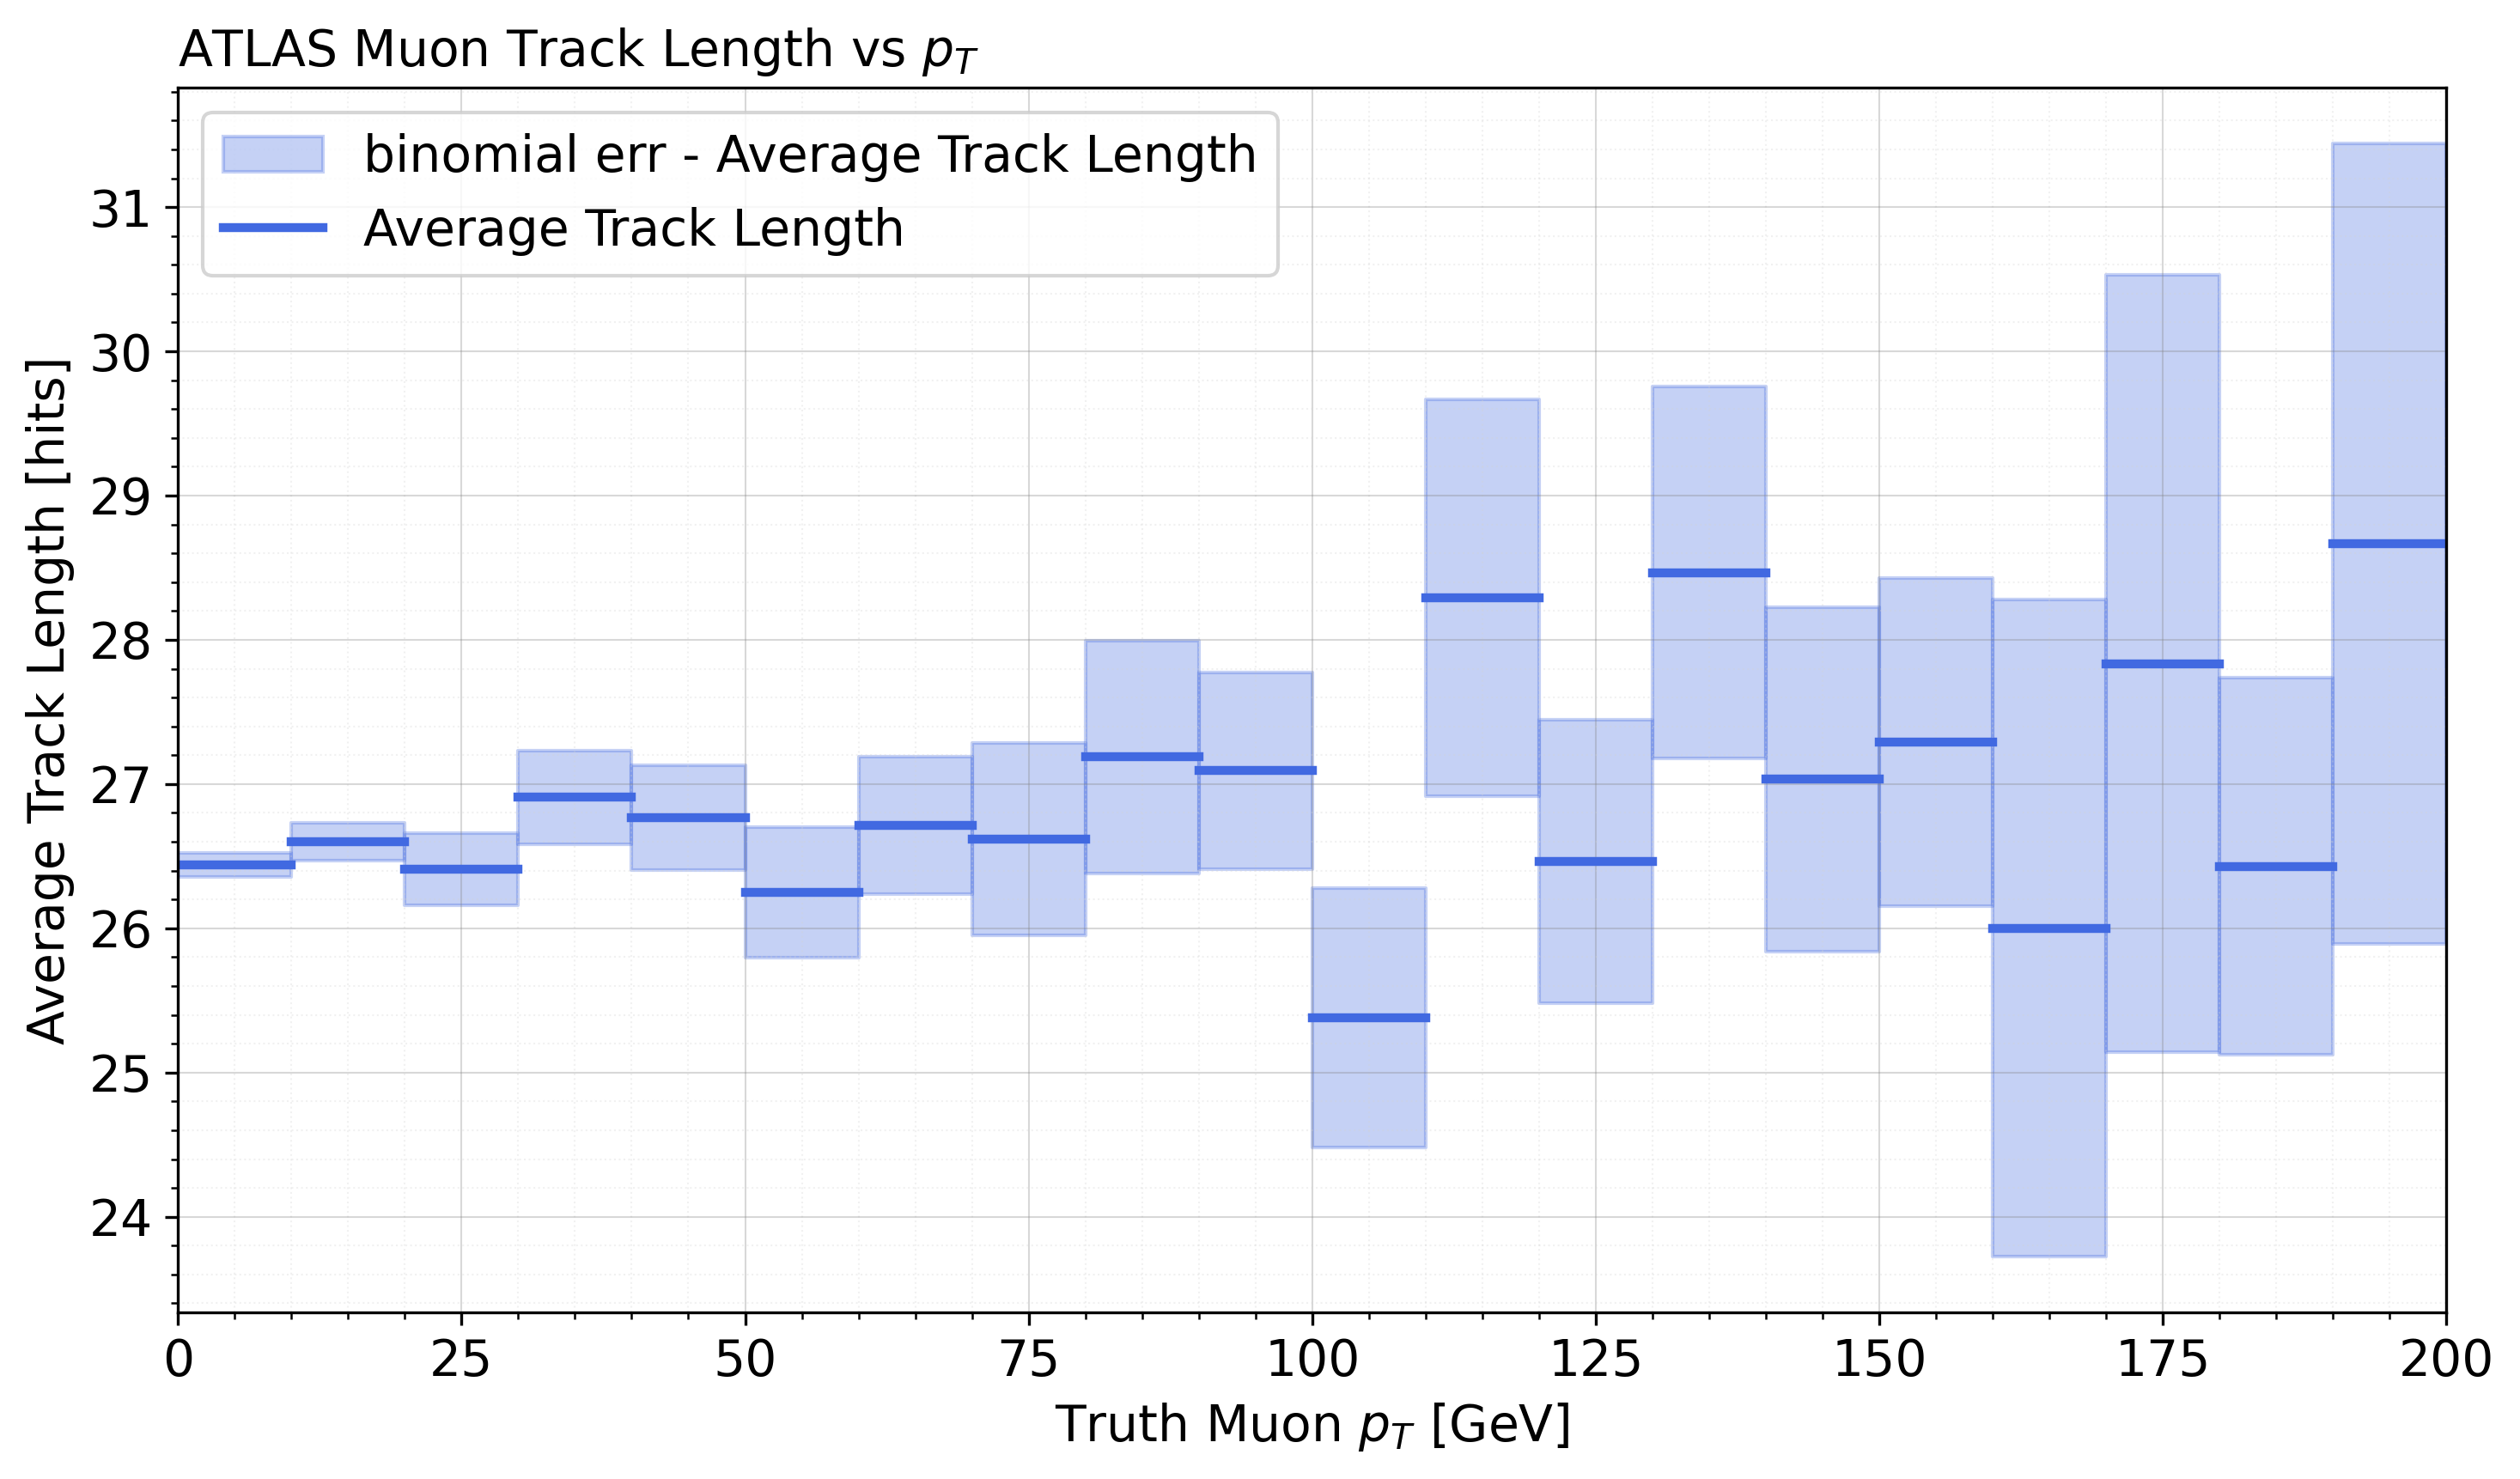 ATLAS Muon Track Length vs p_T
binomial err - Average Track Length
Average Track Length
Average Track Length [hits]
31
30
29
28
27
26
25
24
0 25 50 75 100 125 150 175 200
Truth Muon p_T [GeV]